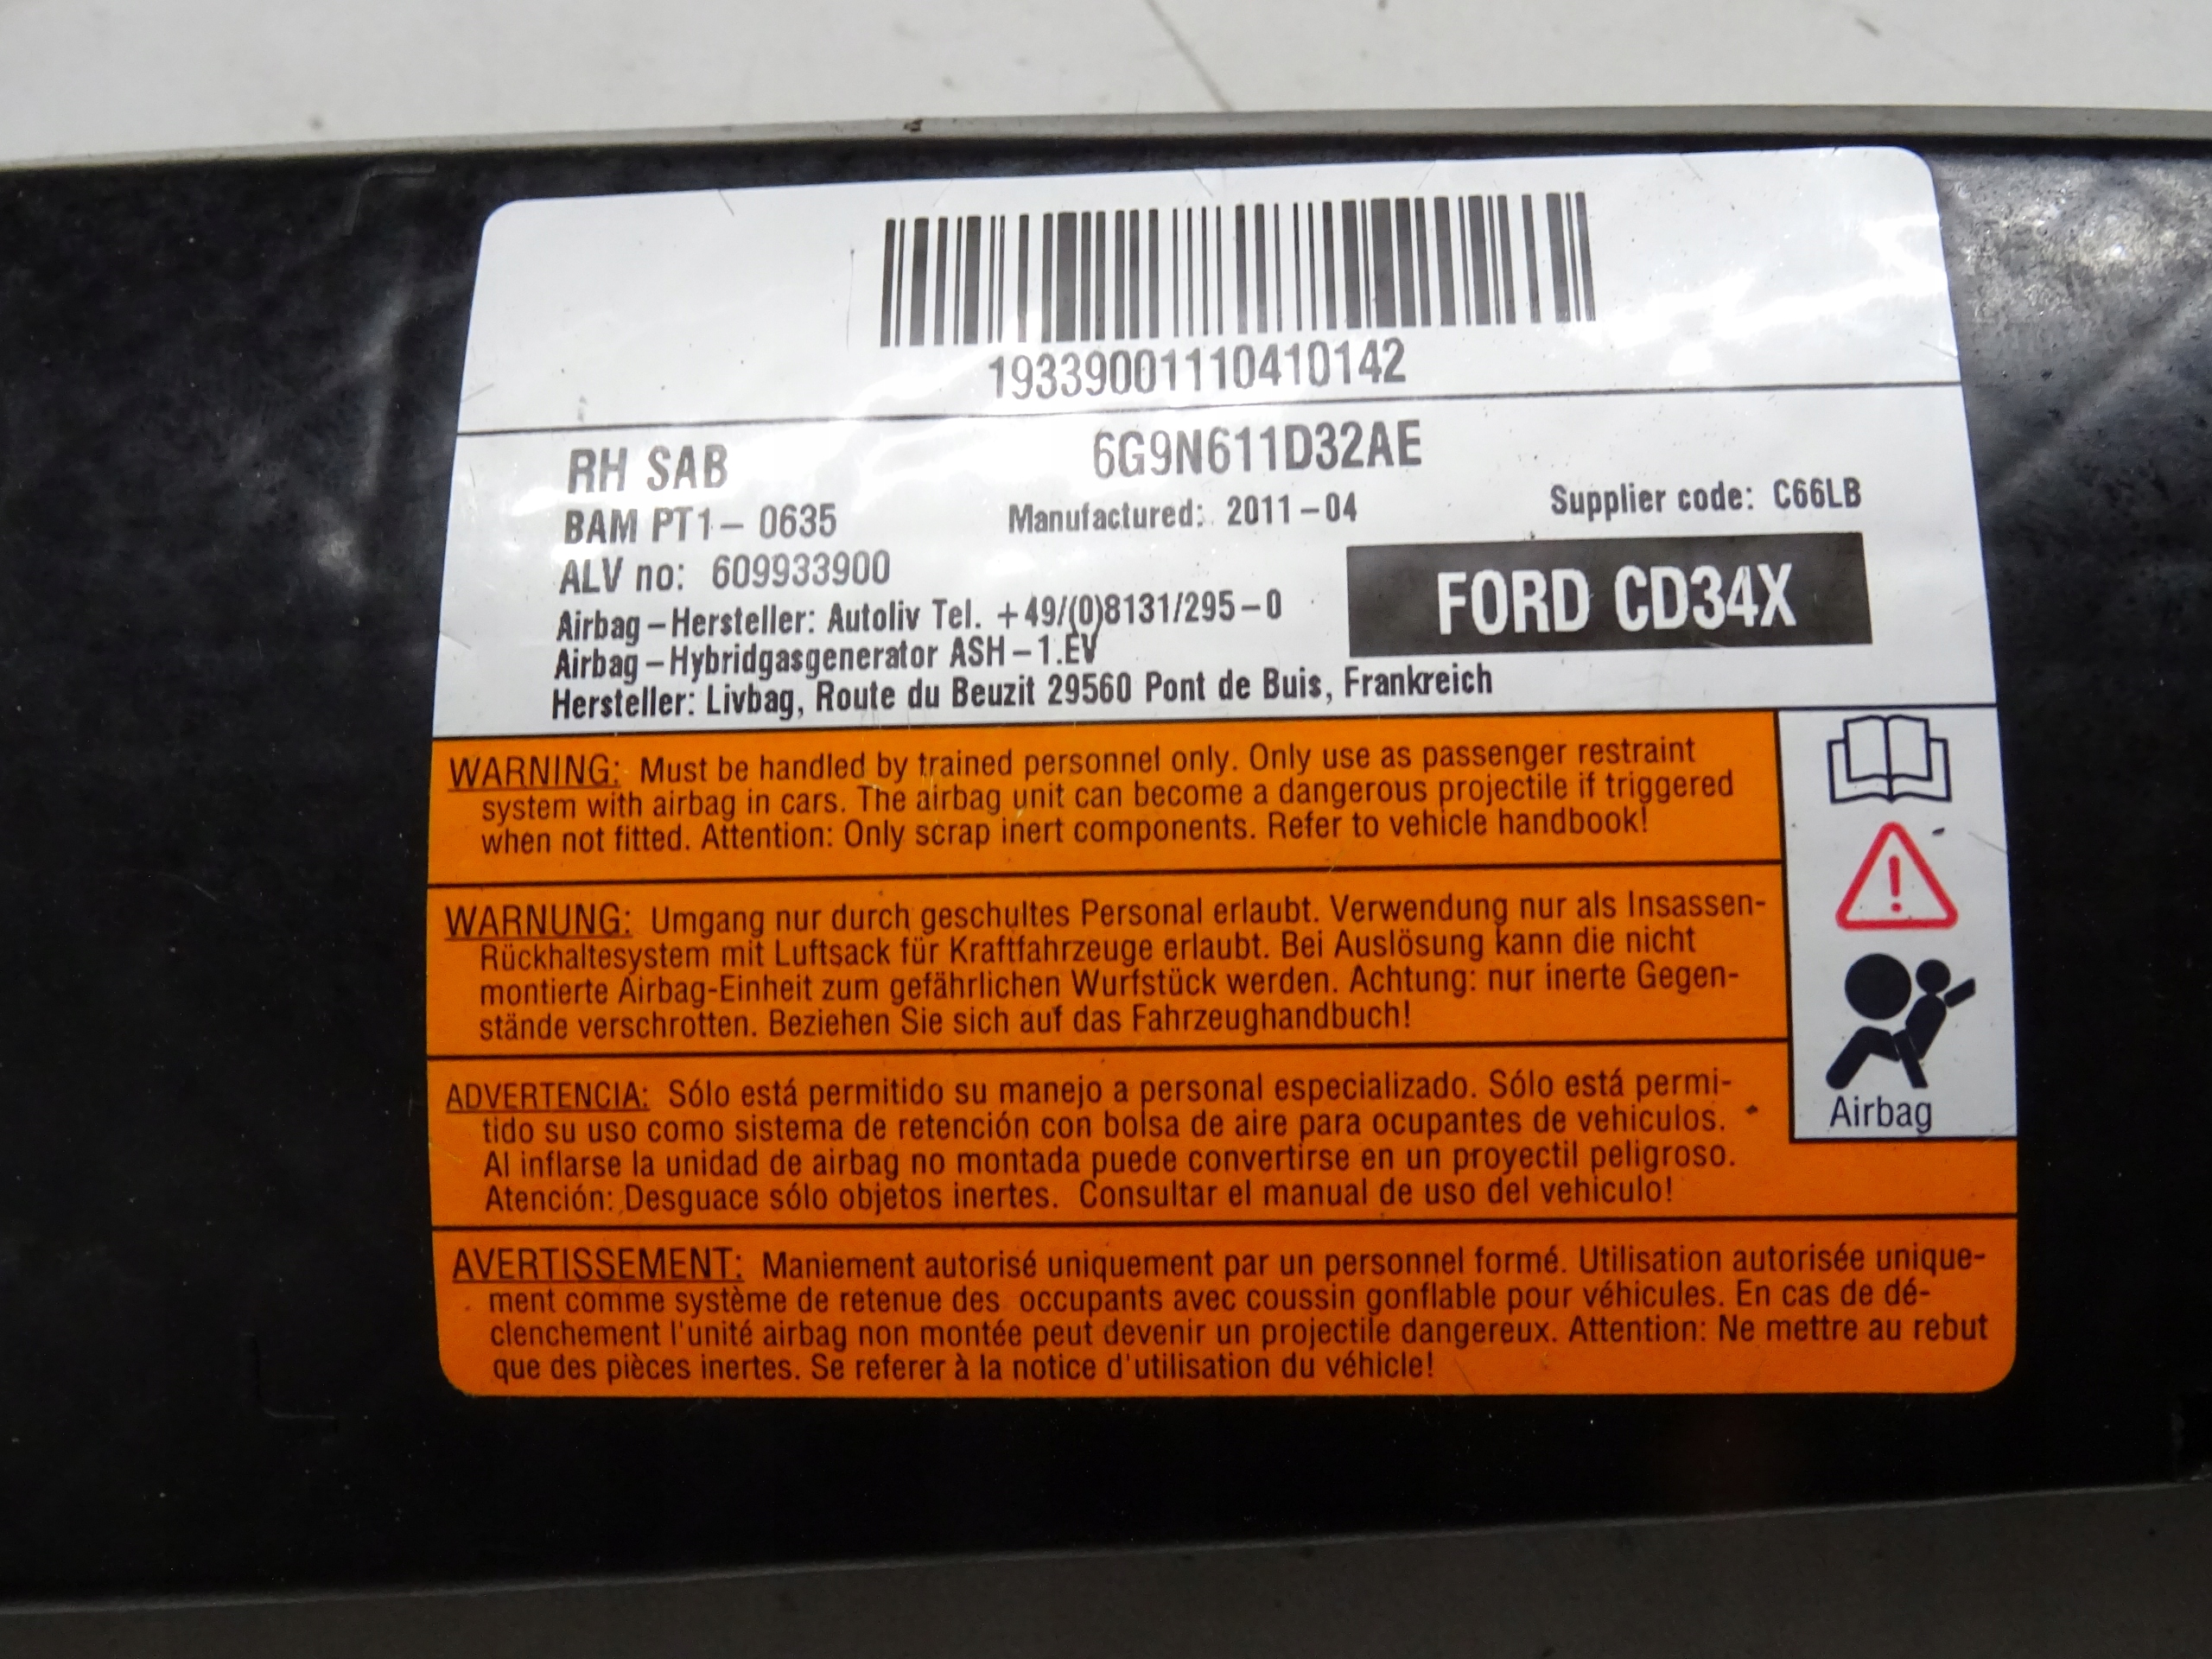 19339001110410142
RH SAB 6G9N611D32AE
BAM PT1-0635 Manufactured: 2011-04 Supplier code: C66LB
ALV no: 609933900
FORD CD34X
Airbag-Hersteller: Autoliv Tel. +49/(0)8131/295-0
Airbag-Hybridgasgenerator ASH-1.EV
Hersteller: Livbag, Route du Beuzit 29560 Pont de Buis, Frankreich
WARNING: Must be handled by trained personnel only. Only use as passenger restraint
system with airbag in cars. The airbag unit can become a dangerous projectile if triggered
when not fitted. Attention: Only scrap inert components. Refer to vehicle handbook!
WARNUNG: Umgang nur durch geschultes Personal erlaubt. Verwendung nur als Insassen-
Rückhaltesystem mit Luftsack für Kraftfahrzeuge erlaubt. Bei Auslösung kann die nicht
montierte Airbag-Einheit zum gefährlichen Wurfstück werden. Achtung: nur inerte Gegen-
stände verschrotten. Beziehen Sie sich auf das Fahrzeughandbuch!
ADVERTENCIA: Sólo está permitido su manejo a personal especializado. Sólo está permi-
tido su uso como sistema de retención con bolsa de aire para ocupantes de vehiculos.
Al inflarse la unidad de airbag no montada puede convertirse en un proyectil peligroso.
Atención: Desguace sólo objetos inertes. Consultar el manual de uso del vehiculo!
Airbag
AVERTISSEMENT: Maniement autorisé uniquement par un personnel formé. Utilisation autorisée unique-
ment comme système de retenue des occupants avec coussin gonflable pour véhicules. En cas de dé-
clenchement l'unité airbag non montée peut devenir un projectile dangereux. Attention: Ne mettre au rebut
que des pièces inertes. Se referer à la notice d'utilisation du véhicle!